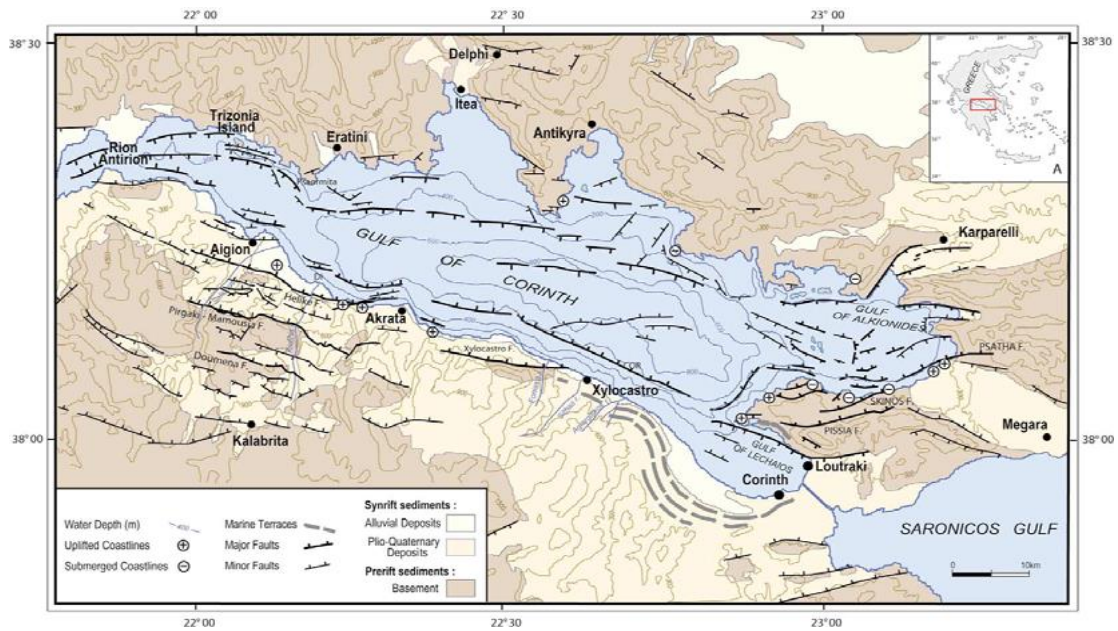 22° 00
22° 30
23° 00
38° 30
38° 30
Delphi
Itea
GREECE
A
Trizonia
Island
Eratini
Antikyra
Rion
Antirion
Psaromita
Karparelli
Aigion
GULF
OF
CORINTH
Helike F.
GULF
OF ALKIONIDES
Pirgaki - Mamousia F.
Akrata
Doumena F.
Xylocastro F.
PSATHA F.
Xylocastro
SKINOS F.
Megara
38° 00
38° 00
Kalabrita
PISSIA F.
GULF
OF LECHAIOS
Loutraki
Corinth
SARONICOS GULF
10km
Water Depth (m)
Marine Terraces
Uplifted Coastlines
Major Faults
Submerged Coastlines
Minor Faults
Synrift sediments :
Alluvial Deposits
Plio-Quaternary
Deposits
Prerift sediments :
Basement
22° 00
22° 30
23° 00